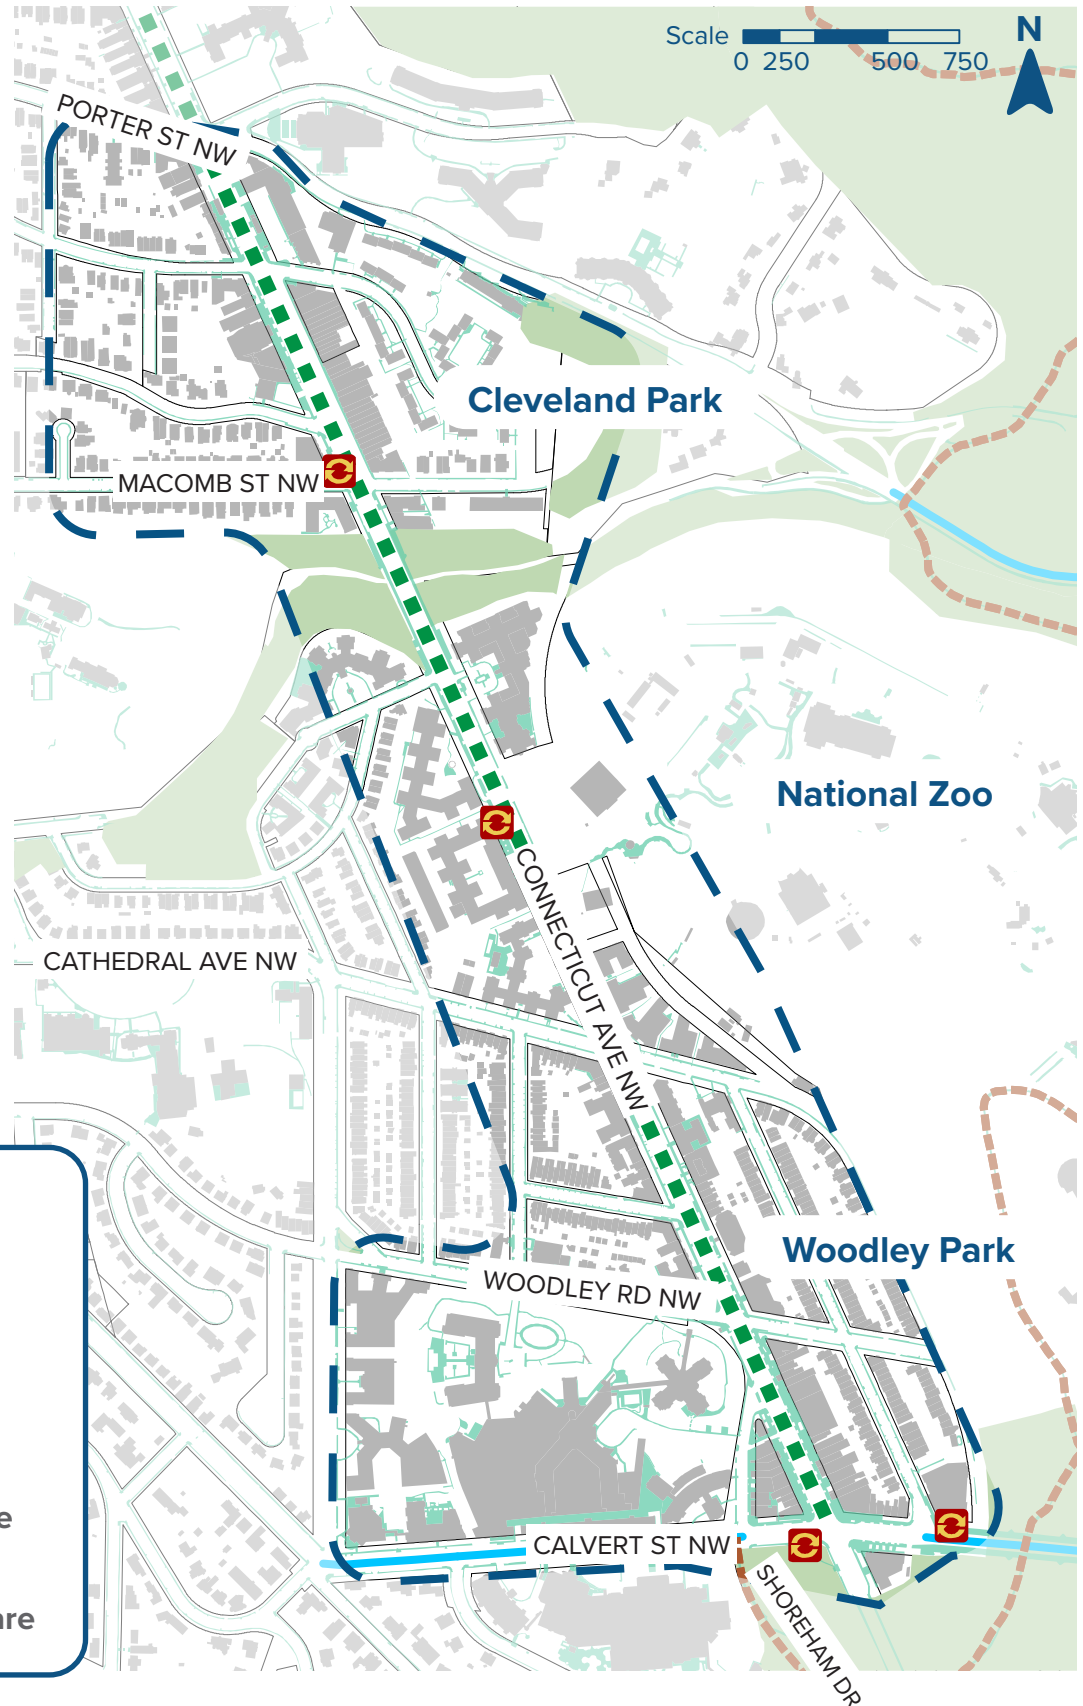 Scale
0 250 500 750
N
PORTER ST NW
Cleveland Park
MACOMB ST NW
National Zoo
CONNECTICUT AVE NW
CATHEDRAL AVE NW
Woodley Park
WOODLEY RD NW
CALVERT ST NW
SHOREHAM DR